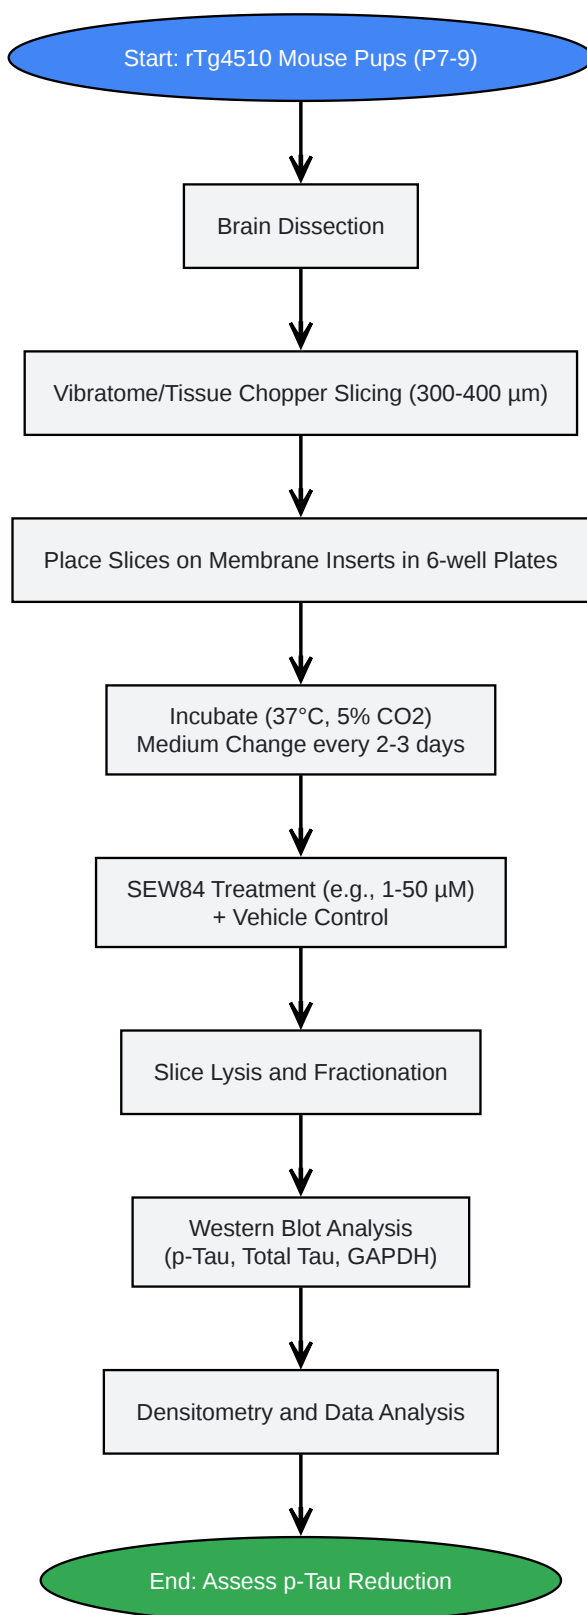 Start: rTg4510 Mouse Pups (P7-9)
Brain Dissection
Vibratome/Tissue Chopper Slicing (300-400 µm)
Place Slices on Membrane Inserts in 6-well Plates
Incubate (37°C, 5% CO2)
Medium Change every 2-3 days
SEW84 Treatment (e.g., 1-50 µM)
+ Vehicle Control
Slice Lysis and Fractionation
Western Blot Analysis
(p-Tau, Total Tau, GAPDH)
Densitometry and Data Analysis
End: Assess p-Tau Reduction